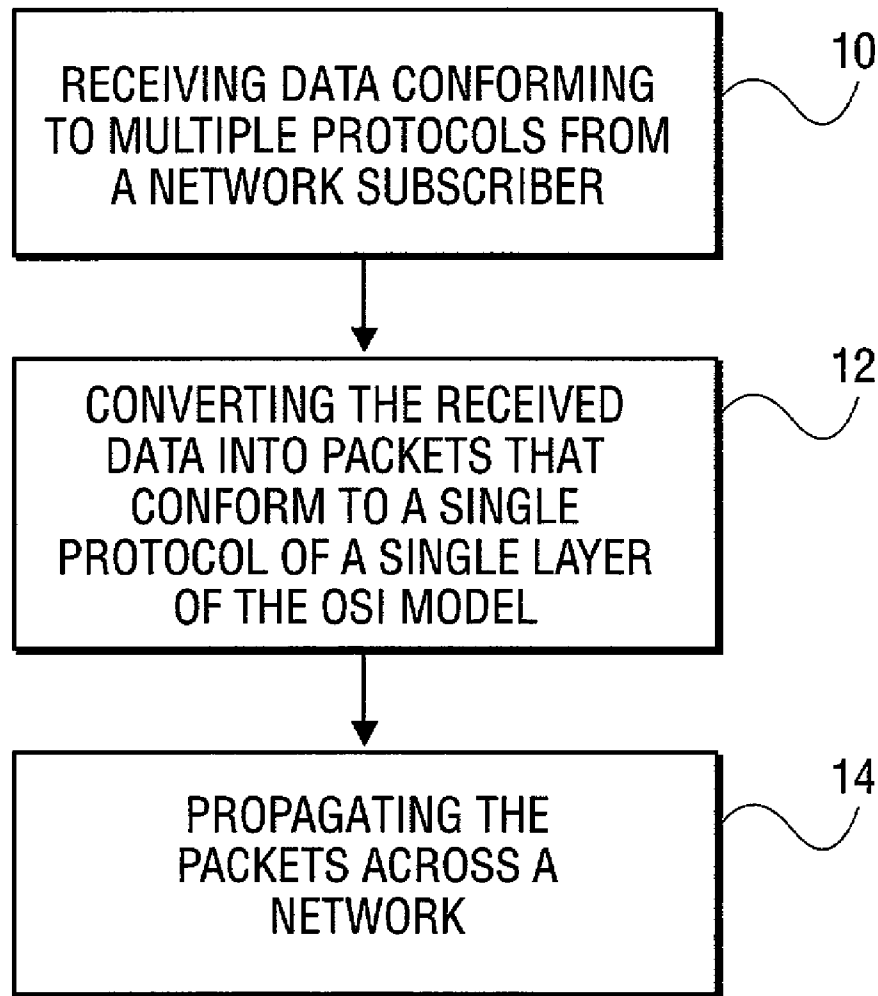 RECEIVING DATA CONFORMING
TO MULTIPLE PROTOCOLS FROM
A NETWORK SUBSCRIBER
10
CONVERTING THE RECEIVED
DATA INTO PACKETS THAT
CONFORM TO A SINGLE
PROTOCOL OF A SINGLE LAYER
OF THE OSI MODEL
12
PROPAGATING THE
PACKETS ACROSS A
NETWORK
14